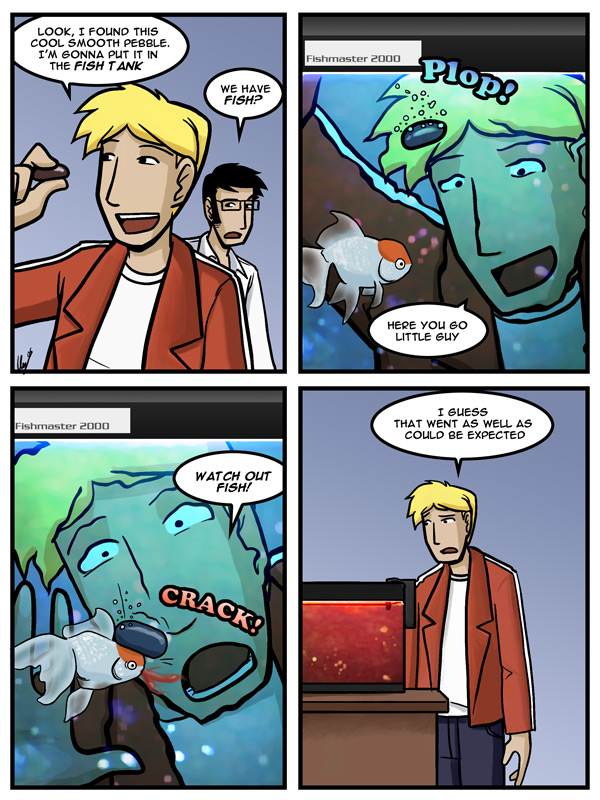 LOOK, I FOUND THIS
COOL SMOOTH PEBBLE.
I'M GONNA PUT IT IN
THE FISH TANK
WE HAVE
FISH?
Fishmaster 2000
Plop!
HERE YOU GO
LITTLE GUY
Fishmaster 2000
WATCH OUT
FISH!
CRACK!
I GUESS
THAT WENT AS WELL AS
COULD BE EXPECTED